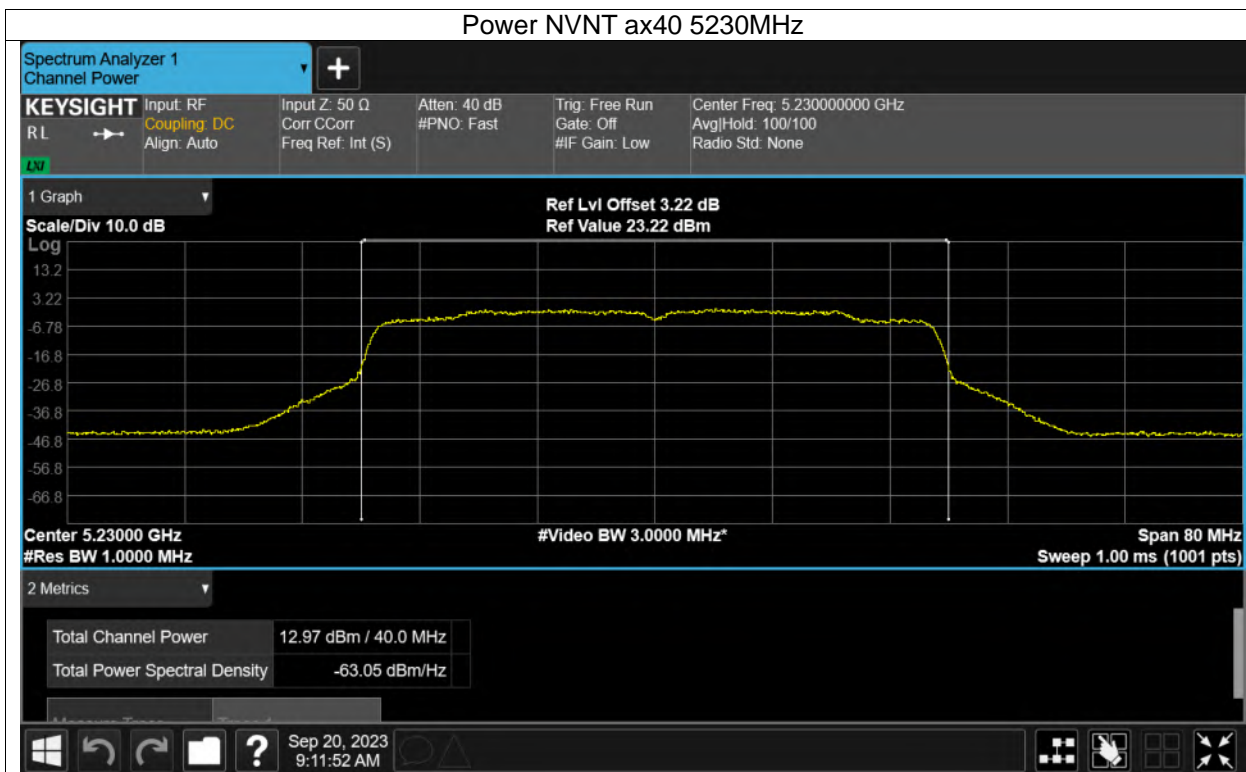 Power NVNT ax40 5230MHz
Spectrum Analyzer 1
Channel Power
KEYSIGHT
RL
LXI
Input: RF
Coupling: DC
Align: Auto
Input Z: 50 Ω
Corr CCorr
Freq Ref: Int (S)
Atten: 40 dB
#PNO: Fast
Trig: Free Run
Gate: Off
#IF Gain: Low
Center Freq: 5.230000000 GHz
Avg|Hold: 100/100
Radio Std: None
1 Graph
Scale/Div 10.0 dB
Ref Lvl Offset 3.22 dB
Ref Value 23.22 dBm
Log
13.2
3.22
-6.78
-16.8
-26.8
-36.8
-46.8
-56.8
-66.8
Center 5.23000 GHz
#Res BW 1.0000 MHz
#Video BW 3.0000 MHz*
Span 80 MHz
Sweep 1.00 ms (1001 pts)
2 Metrics
Total Channel Power 12.97 dBm / 40.0 MHz
Total Power Spectral Density -63.05 dBm/Hz
?
Sep 20, 2023
9:11:52 AM